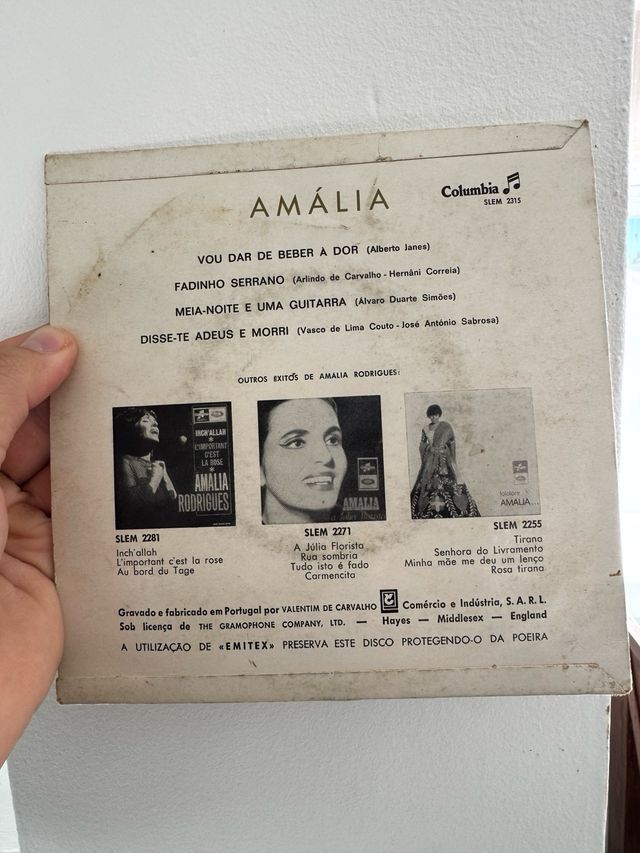 AMÁLIA
Columbia
SLEM 2315
VOU DAR DE BEBER À DOR (Alberto Janes)
FADINHO SERRANO (Arlindo de Carvalho - Hernâni Correia)
MEIA-NOITE E UMA GUITARRA (Álvaro Duarte Simões)
DISSE-TE ADEUS E MORRI (Vasco de Lima Couto - José António Sabrosa)
OUTROS EXITOS DE AMALIA RODRIGUES:
INCH'ALLAH
*
L'IMPORTANT
C'EST
LA ROSE
*
AMALIA
RODRIGUES
AMALIA
folclore
AMALIA...
SLEM 2281
Inch'allah
L'important c'est la rose
Au bord du Tage
SLEM 2271
A Júlia Florista
Rua sombria
Tudo isto é fado
Carmencita
SLEM 2255
Tirana
Senhora do Livramento
Minha mãe me deu um lenço
Rosa tirana
Gravado e fabricado em Portugal por VALENTIM DE CARVALHO Comércio e Indústria, S. A. R. L.
Sob licença de THE GRAMOPHONE COMPANY, LTD. — Hayes — Middlesex — England
A UTILIZAÇÃO DE «EMITEX» PRESERVA ESTE DISCO PROTEGENDO-O DA POEIRA